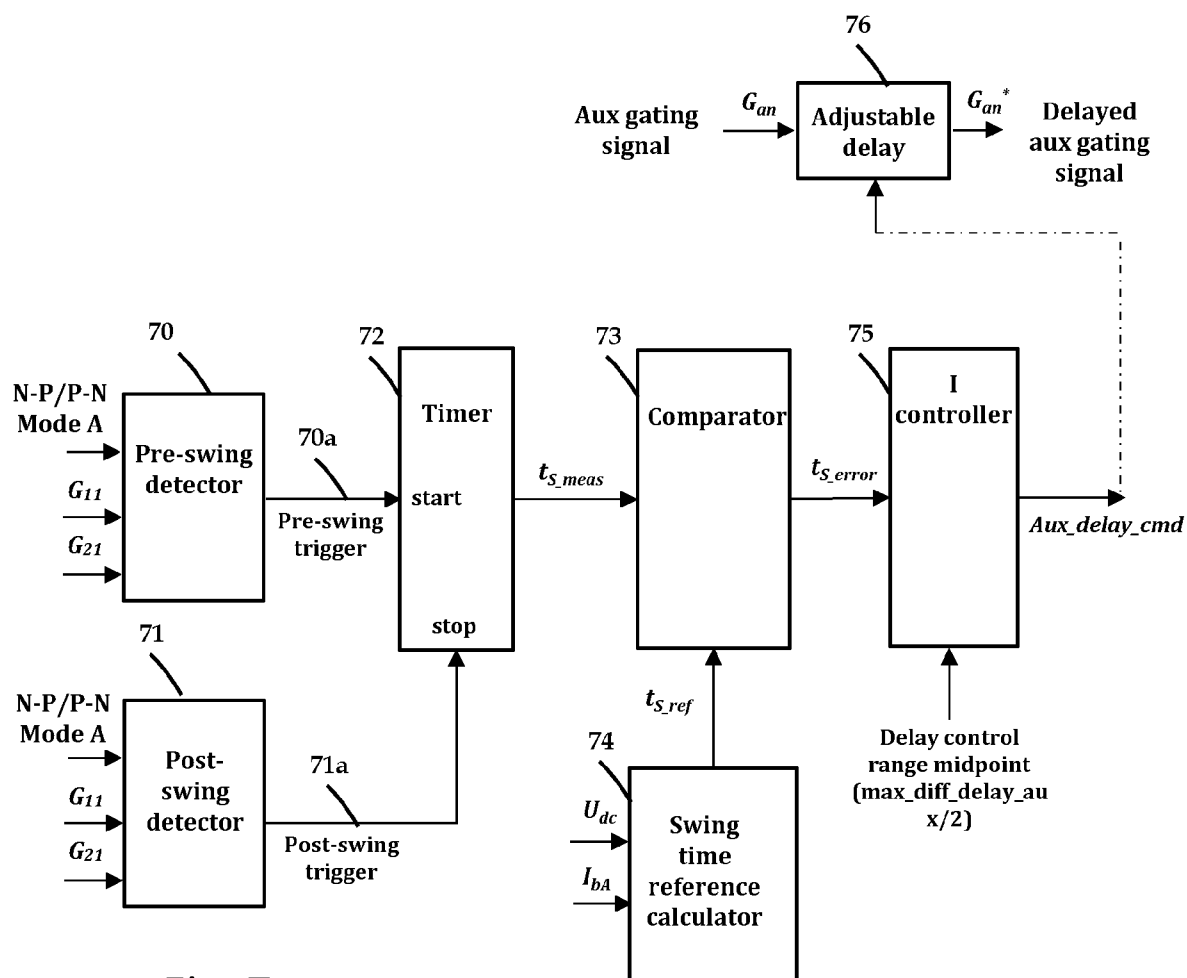 76
Aux gating
signal
G_an
Adjustable
delay
G_an*
Delayed
aux gating
signal
70
N-P/P-N
Mode A
G_11
G_21
Pre-swing
detector
70a
Pre-swing
trigger
72
Timer
start
stop
t_S_meas
73
Comparator
t_S_error
75
I
controller
Aux_delay_cmd
71
N-P/P-N
Mode A
G_11
G_21
Post-
swing
detector
71a
Post-swing
trigger
t_S_ref
74
U_dc
I_bA
Swing
time
reference
calculator
Delay control
range midpoint
(max_diff_delay_au
x/2)